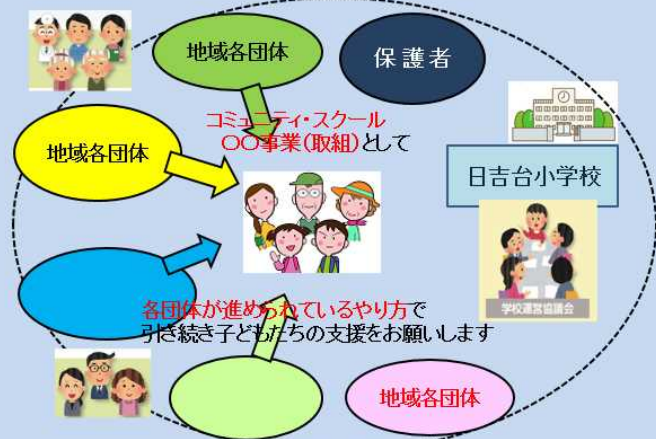 地域各団体
保護者
コミュニティ・スクール
〇〇事業(取組)として
地域各団体
日吉台小学校
学校運営協議会
各団体が進められているやり方で
引き続き子どもたちの支援をお願いします
地域各団体